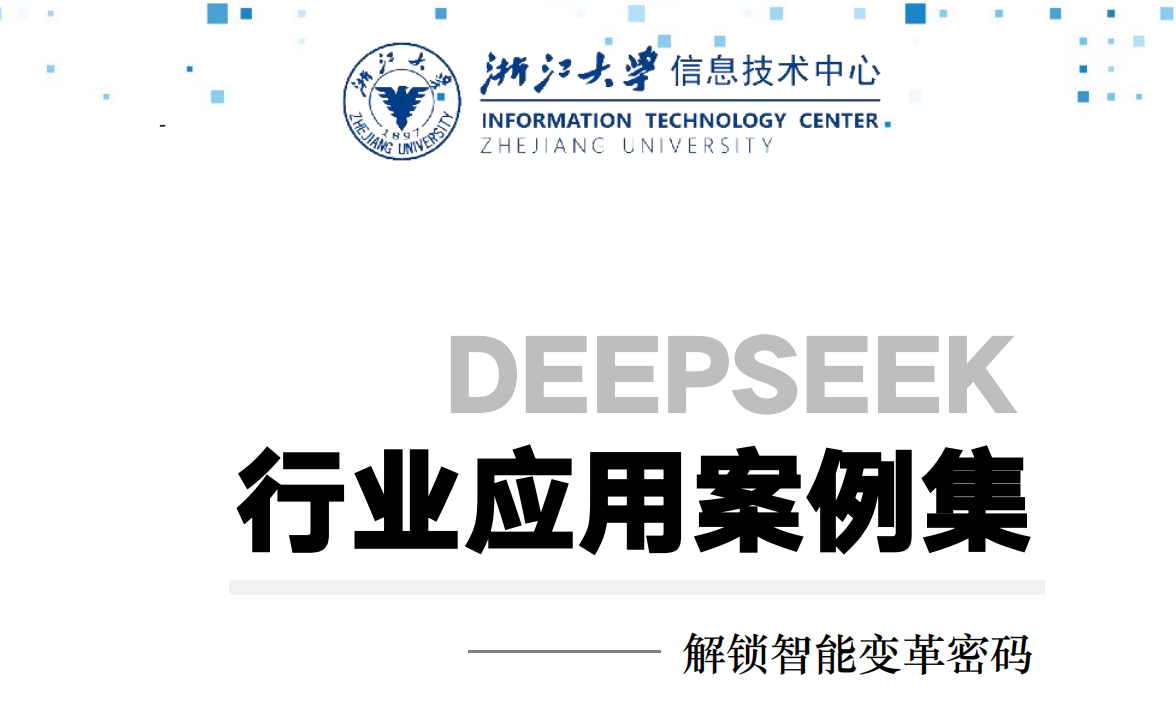 浙江大学
ZHEJIANG UNIVERSITY
1897
浙江大学 信息技术中心
INFORMATION TECHNOLOGY CENTER
ZHEJIANG UNIVERSITY
DEEPSEEK
行业应用案例集
—— 解锁智能变革密码